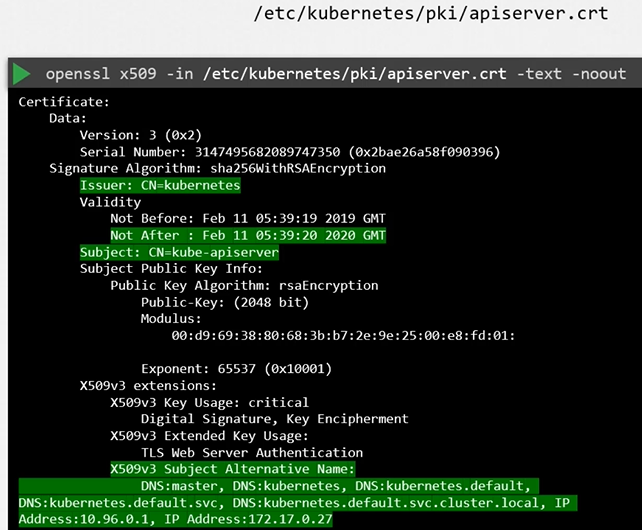 /etc/kubernetes/pki/apiserver.crt
openssl x509 -in /etc/kubernetes/pki/apiserver.crt -text -noout
Certificate:
Data:
Version: 3 (0x2)
Serial Number: 3147495682089747350 (0x2bae26a58f090396)
Signature Algorithm: sha256WithRSAEncryption
Issuer: CN=kubernetes
Validity
Not Before: Feb 11 05:39:19 2019 GMT
Not After : Feb 11 05:39:20 2020 GMT
Subject: CN=kube-apiserver
Subject Public Key Info:
Public Key Algorithm: rsaEncryption
Public-Key: (2048 bit)
Modulus:
00:d9:69:38:80:68:3b:b7:2e:9e:25:00:e8:fd:01:
Exponent: 65537 (0x10001)
X509v3 extensions:
X509v3 Key Usage: critical
Digital Signature, Key Encipherment
X509v3 Extended Key Usage:
TLS Web Server Authentication
X509v3 Subject Alternative Name:
DNS:master, DNS:kubernetes, DNS:kubernetes.default,
DNS:kubernetes.default.svc, DNS:kubernetes.default.svc.cluster.local, IP
Address:10.96.0.1, IP Address:172.17.0.27